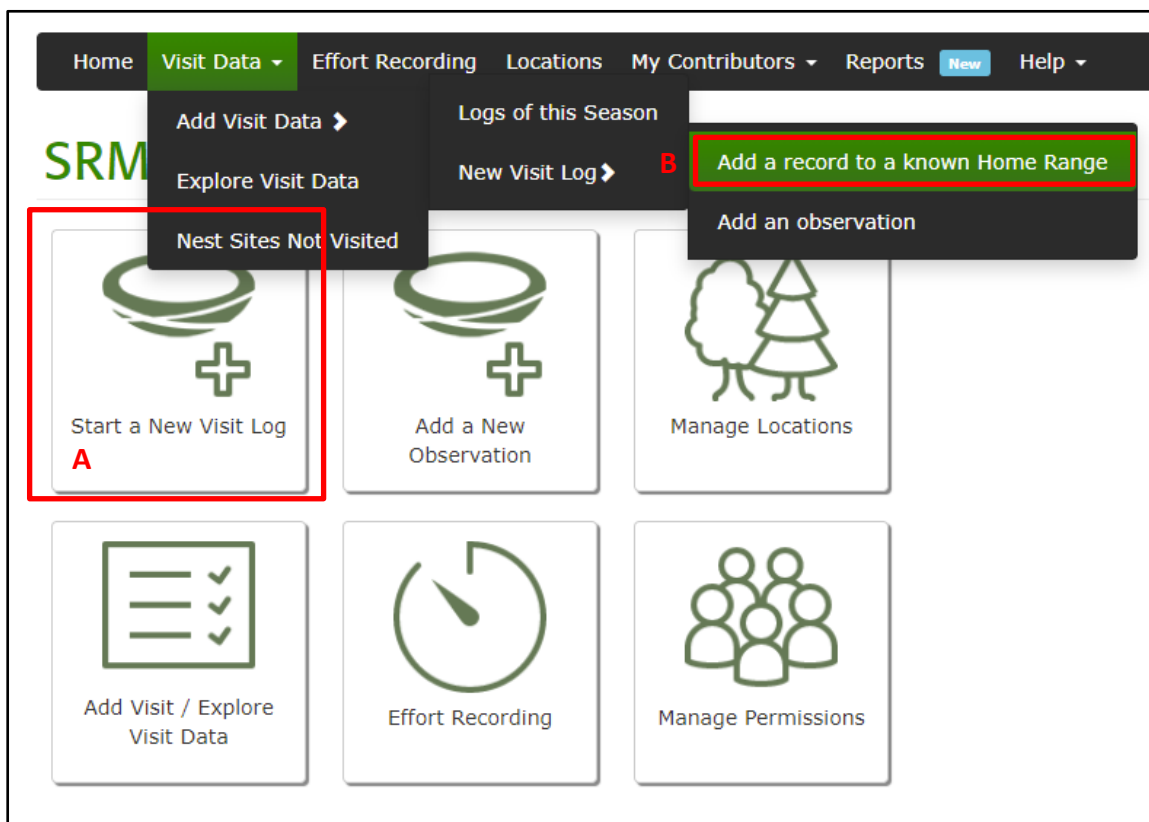 Home Visit Data Effort Recording Locations My Contributors Reports New Help
Add Visit Data
Explore Visit Data
Nest Sites Not Visited
Logs of this Season
New Visit Log
B
Add a record to a known Home Range
Add an observation
SRM
Start a New Visit Log
A
Add a New
Observation
Manage Locations
Add Visit / Explore
Visit Data
Effort Recording
Manage Permissions